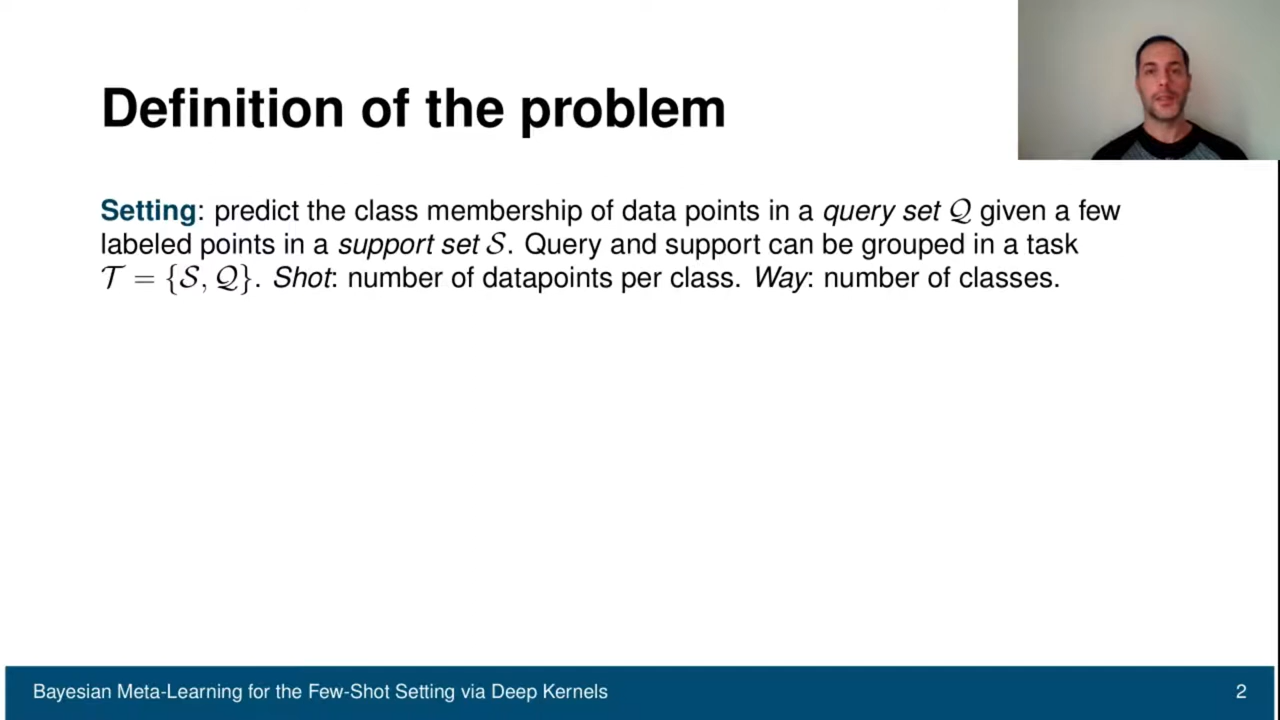 Definition of the problem
Setting: predict the class membership of data points in a query set 𝒬 given a few
labeled points in a support set 𝒮. Query and support can be grouped in a task
𝒯 = {𝒮, 𝒬}. Shot: number of datapoints per class. Way: number of classes.
Bayesian Meta-Learning for the Few-Shot Setting via Deep Kernels
2